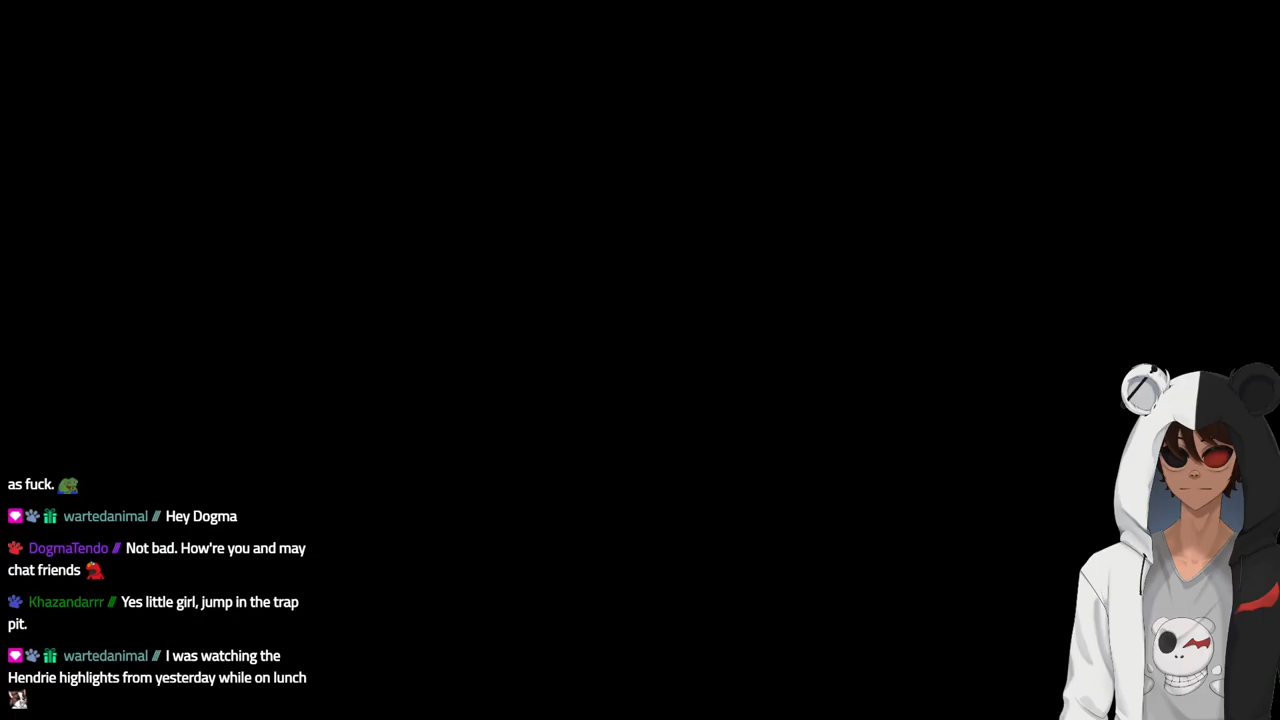 as fuck.
wartedanimal // Hey Dogma
DogmaTendo // Not bad. How're you and may
chat friends
Khazandarrr // Yes little girl, jump in the trap
pit.
wartedanimal // I was watching the
Hendrie highlights from yesterday while on lunch